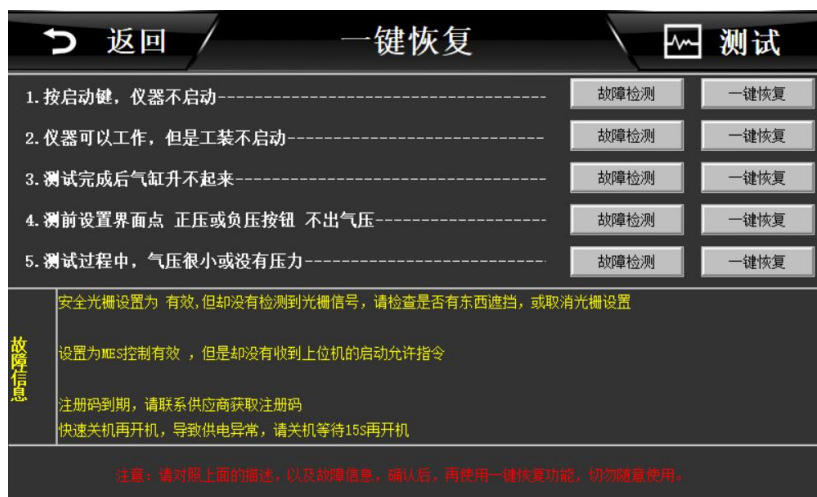 返回
一键恢复
测试
1.按启动键，仪器不启动----------------------------------- 故障检测 一键恢复
2.仪器可以工作，但是工装不启动--------------------------- 故障检测 一键恢复
3.测试完成后气缸升不起来--------------------------------- 故障检测 一键恢复
4.测前设置界面点 正压或负压按钮 不出气压------------------ 故障检测 一键恢复
5.测试过程中，气压很小或没有压力------------------------- 故障检测 一键恢复
故障信息
安全光栅设置为 有效,但却没有检测到光栅信号，请检查是否有东西遮挡，或取消光栅设置
设置为MES控制有效 ，但是却没有收到上位机的启动允许指令
注册码到期，请联系供应商获取注册码
快速关机再开机，导致供电异常，请关机等待15S再开机
注意：请对照上面的描述，以及故障信息，确认后，再使用一键恢复功能，切勿随意使用。